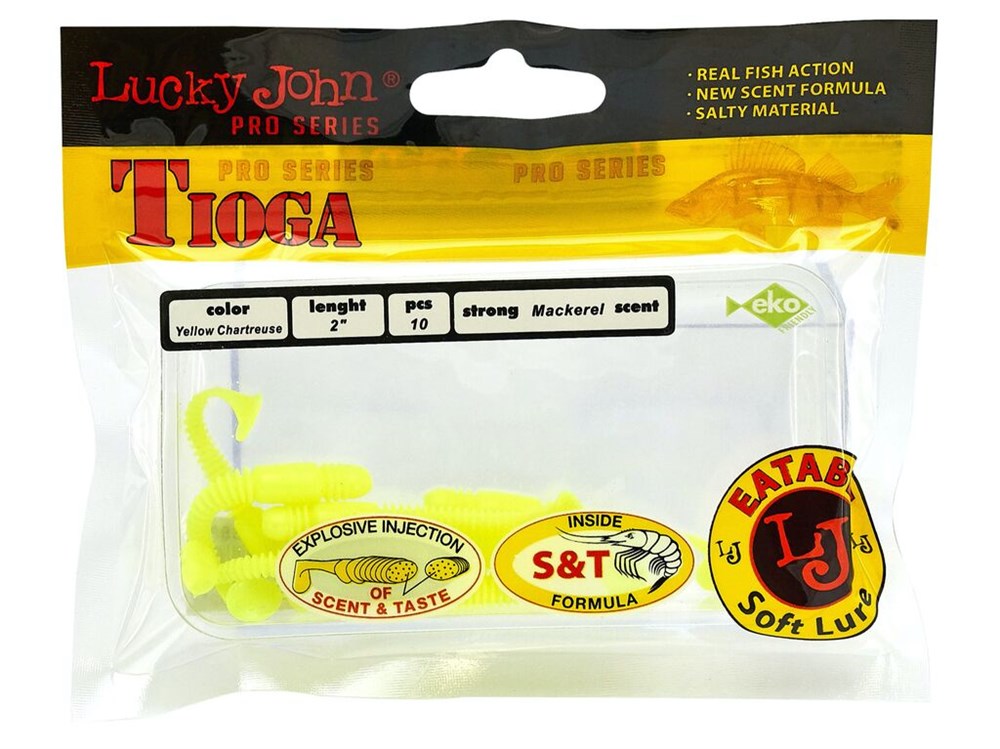 Lucky John®
PRO SERIES
· REAL FISH ACTION
· NEW SCENT FORMULA
· SALTY MATERIAL
PRO SERIES
PRO SERIES
TIOGA
color
Yellow Chartreuse
lenght
2"
pcs
10
strong Mackerel scent
eko
FRIENDLY
EXPLOSIVE INJECTION
OF
SCENT & TASTE
INSIDE
S&T
FORMULA
EATABL
LJ
LJ
LJ
Soft Lure